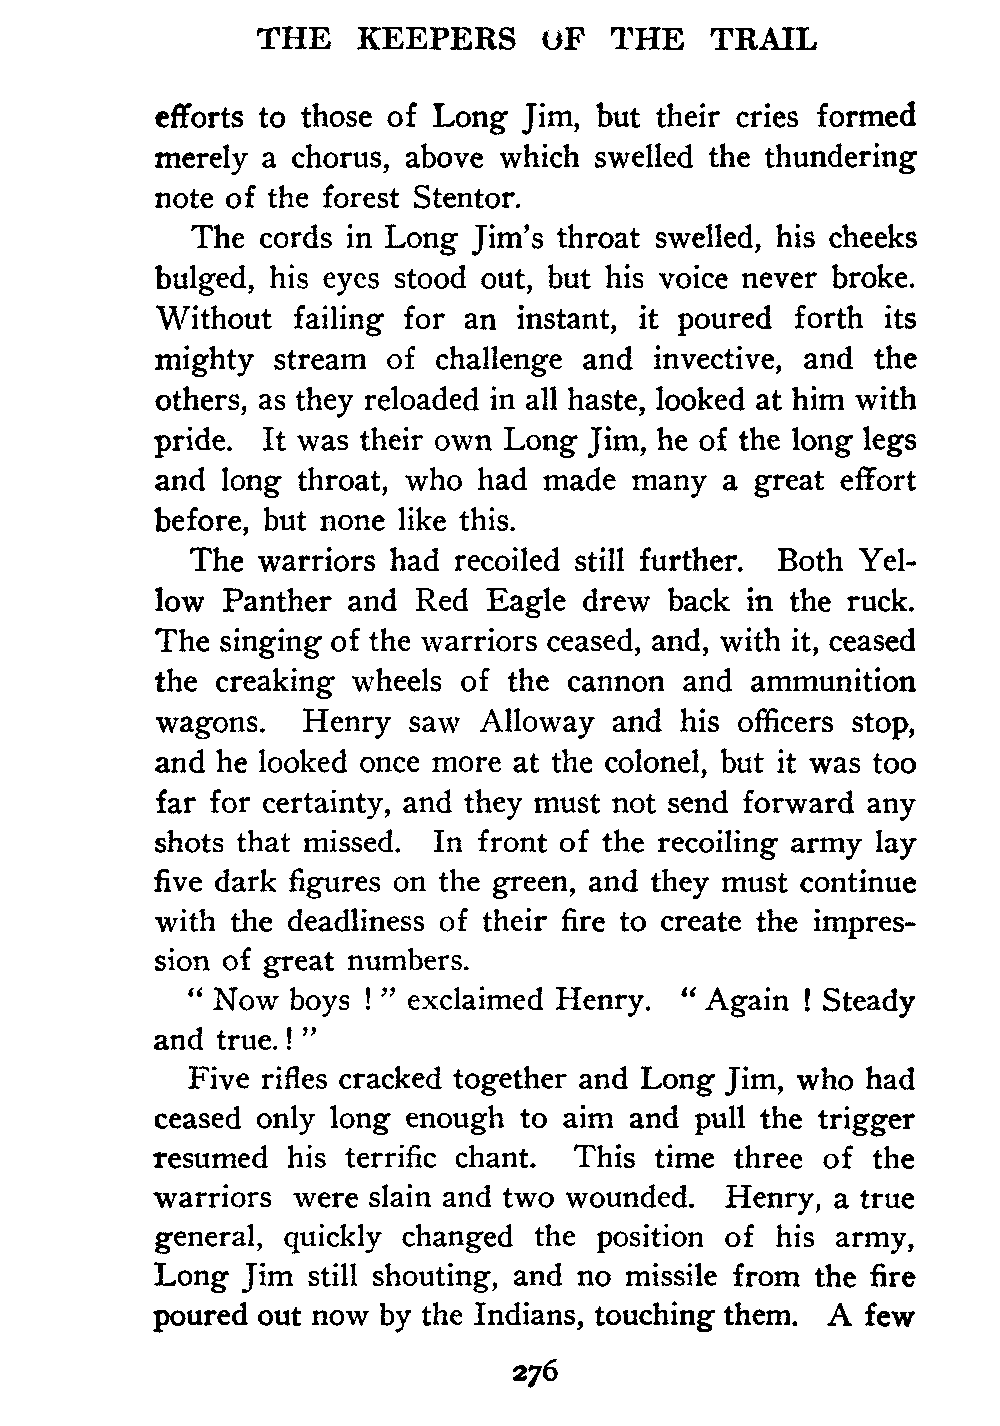 THE KEEPERS OF THE TRAIL
efforts to those of Long Jim, but their cries formed
merely a chorus, above which swelled the thundering
note of the forest Stentor.
The cords in Long Jim's throat swelled, his cheeks
bulged, his eyes stood out, but his voice never broke.
Without failing for an instant, it poured forth its
mighty stream of challenge and invective, and the
others, as they reloaded in all haste, looked at him with
pride. It was their own Long Jim, he of the long legs
and long throat, who had made many a great effort
before, but none like this.
The warriors had recoiled still further. Both Yel-
low Panther and Red Eagle drew back in the ruck.
The singing of the warriors ceased, and, with it, ceased
the creaking wheels of the cannon and ammunition
wagons. Henry saw Alloway and his officers stop,
and he looked once more at the colonel, but it was too
far for certainty, and they must not send forward any
shots that missed. In front of the recoiling army lay
five dark figures on the green, and they must continue
with the deadliness of their fire to create the impres-
sion of great numbers.
" Now boys ! " exclaimed Henry. " Again ! Steady
and true. ! "
Five rifles cracked together and Long Jim, who had
ceased only long enough to aim and pull the trigger
resumed his terrific chant. This time three of the
warriors were slain and two wounded. Henry, a true
general, quickly changed the position of his army,
Long Jim still shouting, and no missile from the fire
poured out now by the Indians, touching them. A few
276